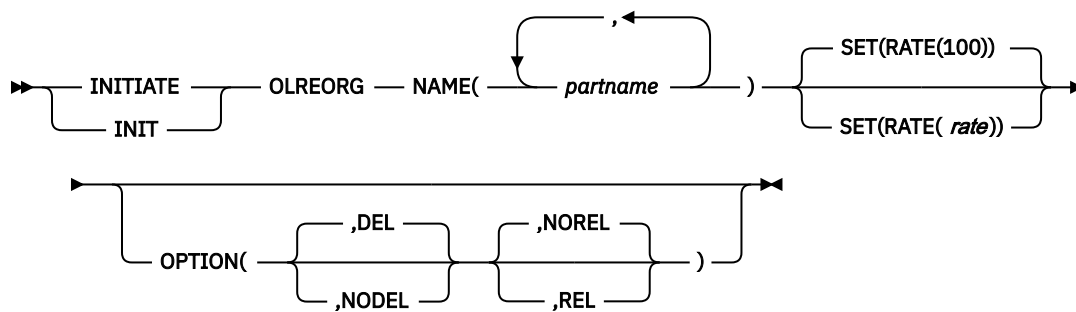 ,
SET(RATE(100))
INITIATE OLREORG NAME( partname )
INIT SET(RATE( rate))
,DEL ,NOREL
OPTION( )
,NODEL ,REL